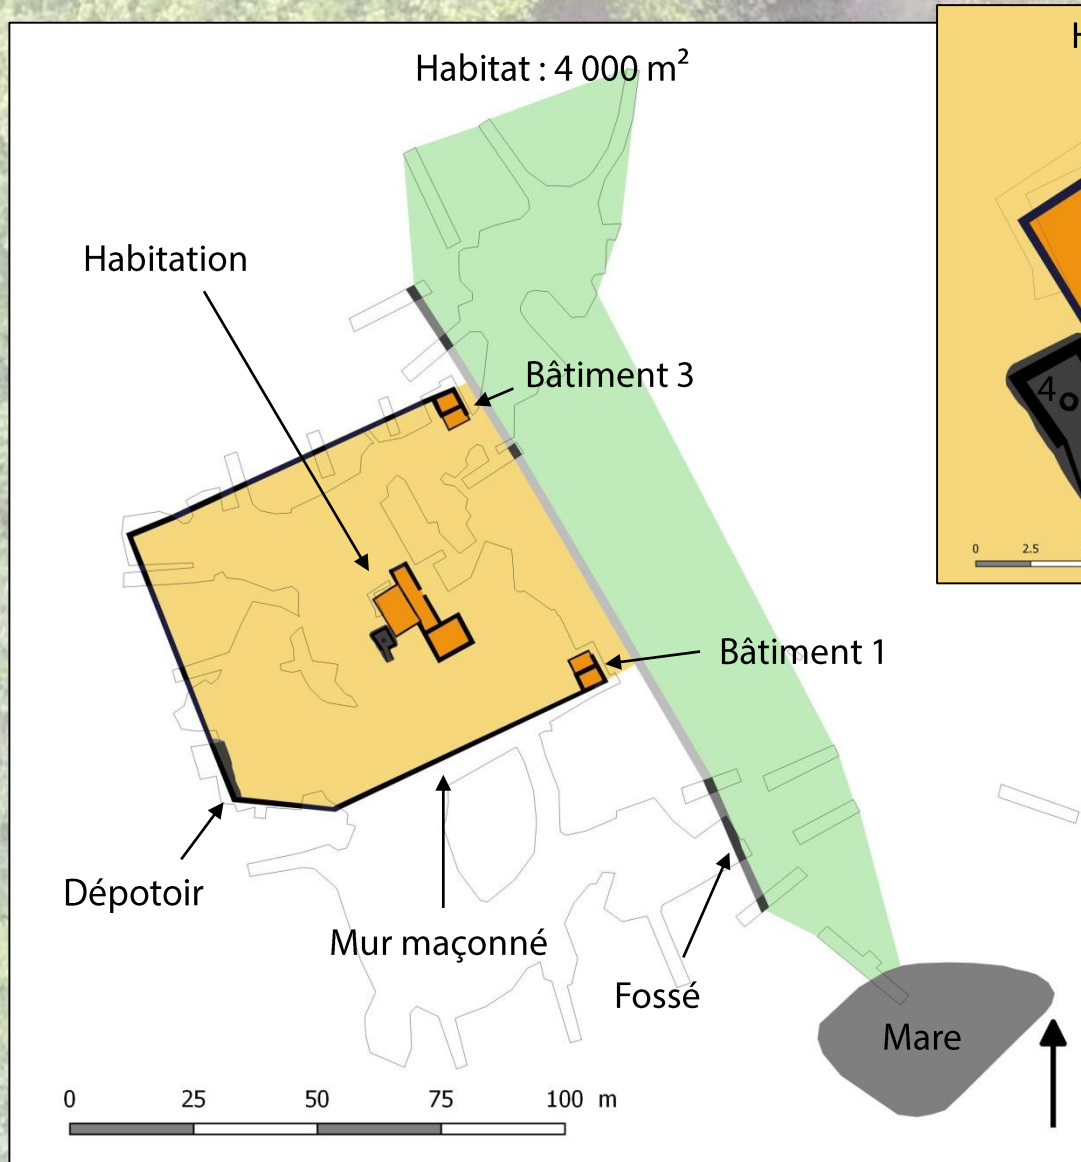 Habitat : 4 000 m²
H
Habitation
Bâtiment 3
4
0 2.5
Bâtiment 1
Dépotoir
Mur maçonné
Fossé
Mare
0 25 50 75 100 m